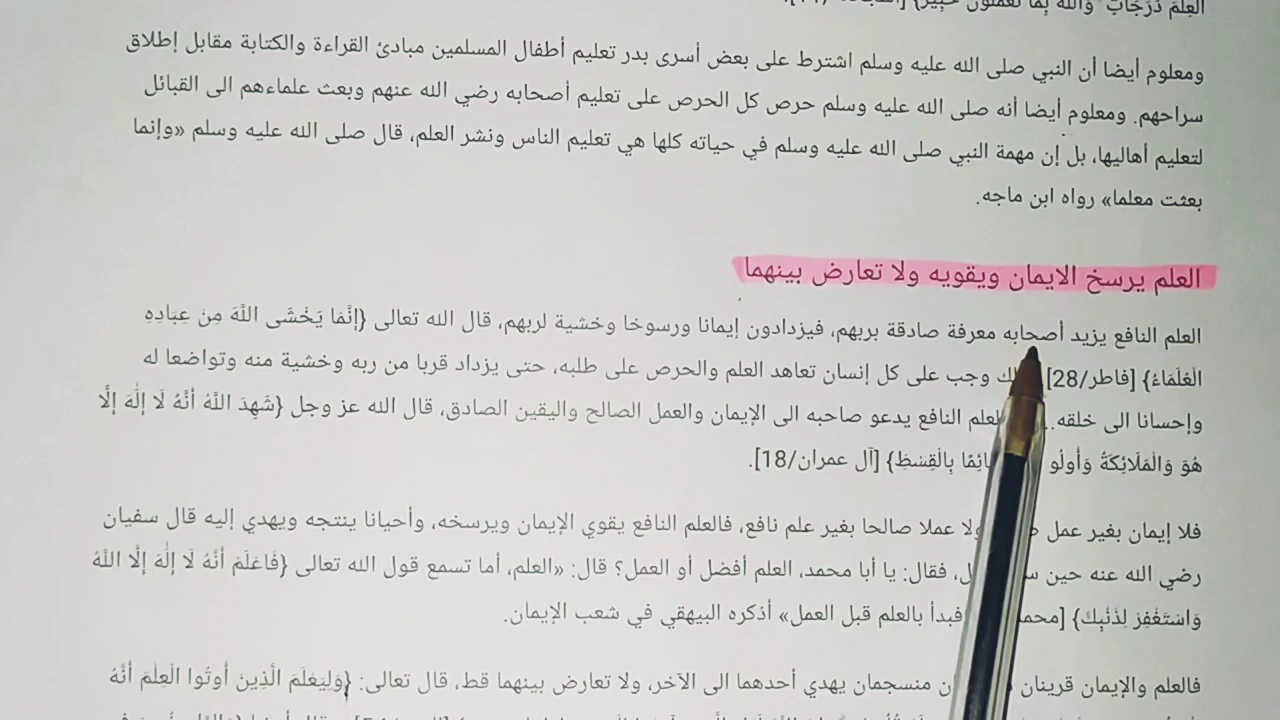 العِلْمَ دَرَجَاتٍ وَاللَّهُ بِمَا تَعْمَلُونَ خَبِيرٌ}
ومعلوم أيضا أن النبي صلى الله عليه وسلم اشترط على بعض أسرى بدر تعليم أطفال المسلمين مبادئ القراءة والكتابة مقابل إطلاق
سراحهم. ومعلوم أيضا أنه صلى الله عليه وسلم حرص كل الحرص على تعليم أصحابه رضي الله عنهم وبعث علماءهم الى القبائل
لتعليم أهاليها، بل إن مهمة النبي صلى الله عليه وسلم في حياته كلها هي تعليم الناس ونشر العلم، قال صلى الله عليه وسلم «وإنما
بعثت معلما» رواه ابن ماجه.
العلم يرسخ الايمان ويقويه ولا تعارض بينهما
العلم النافع يزيد أصحابه معرفة صادقة بربهم، فيزدادون إيمانا ورسوخا وخشية لربهم، قال الله تعالى {إِنَّمَا يَخْشَى اللَّهَ مِنْ عِبَادِهِ
الْعُلَمَاءُ} [فاطر/28] وجب على كل إنسان تعاهد العلم والحرص على طلبه، حتى يزداد قربا من ربه وخشية منه وتواضعا له
وإحسانا الى خلقه.. العلم النافع يدعو صاحبه الى الإيمان والعمل الصالح واليقين الصادق، قال الله عز وجل {شَهِدَ اللَّهُ أَنَّهُ لَا إِلَٰهَ إِلَّا
هُوَ وَالْمَلَائِكَةُ وَأُولُو قَائِمًا بِالْقِسْطِ} [آل عمران/18].
فلا إيمان بغير عمل ولا عملا صالحا بغير علم نافع، فالعلم النافع يقوي الإيمان ويرسخه، وأحيانا ينتجه ويهدي إليه قال سفيان
رضي الله عنه حين فقال: يا أبا محمد، العلم أفضل أو العمل؟ قال: «العلم، أما تسمع قول الله تعالى {فَاعْلَمْ أَنَّهُ لَا إِلَٰهَ إِلَّا اللَّهُ
وَاسْتَغْفِرْ لِذَنبِكَ} [محمد فبدأ بالعلم قبل العمل» أذكره البيهقي في شعب الإيمان.
فالعلم والإيمان قرينان منسجمان يهدي أحدهما الى الآخر، ولا تعارض بينهما قط، قال تعالى: {وَلِيَعْلَمَ الَّذِينَ أُوتُوا الْعِلْمَ أَنَّهُ